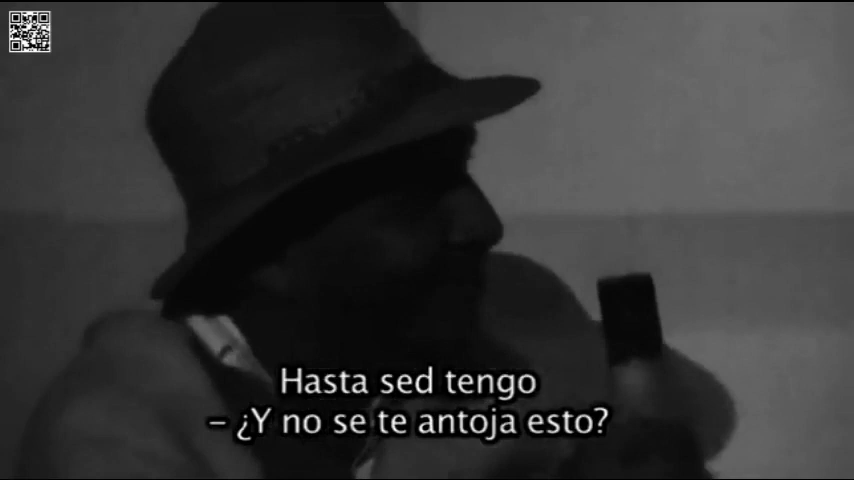 Hasta sed tengo
– ¿Y no se te antoja esto?